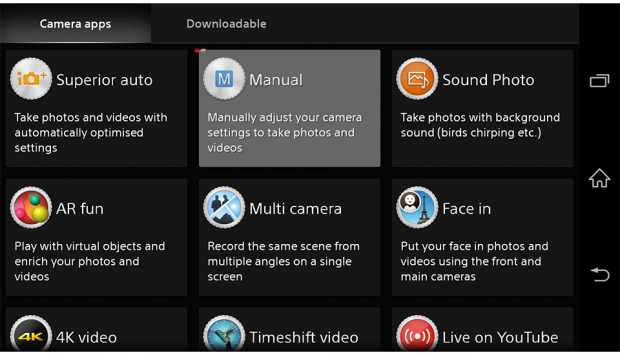 Camera apps
Downloadable
Superior auto
Take photos and videos with
automatically optimised
settings
M
Manual
Manually adjust your camera
settings to take photos and
videos
Sound Photo
Take photos with background
sound (birds chirping etc.)
AR fun
Play with virtual objects and
enrich your photos and
videos
Multi camera
Record the same scene from
multiple angles on a single
screen
Face in
Put your face in photos and
videos using the front and
main cameras
4K
4K video
Timeshift video
Live on YouTube